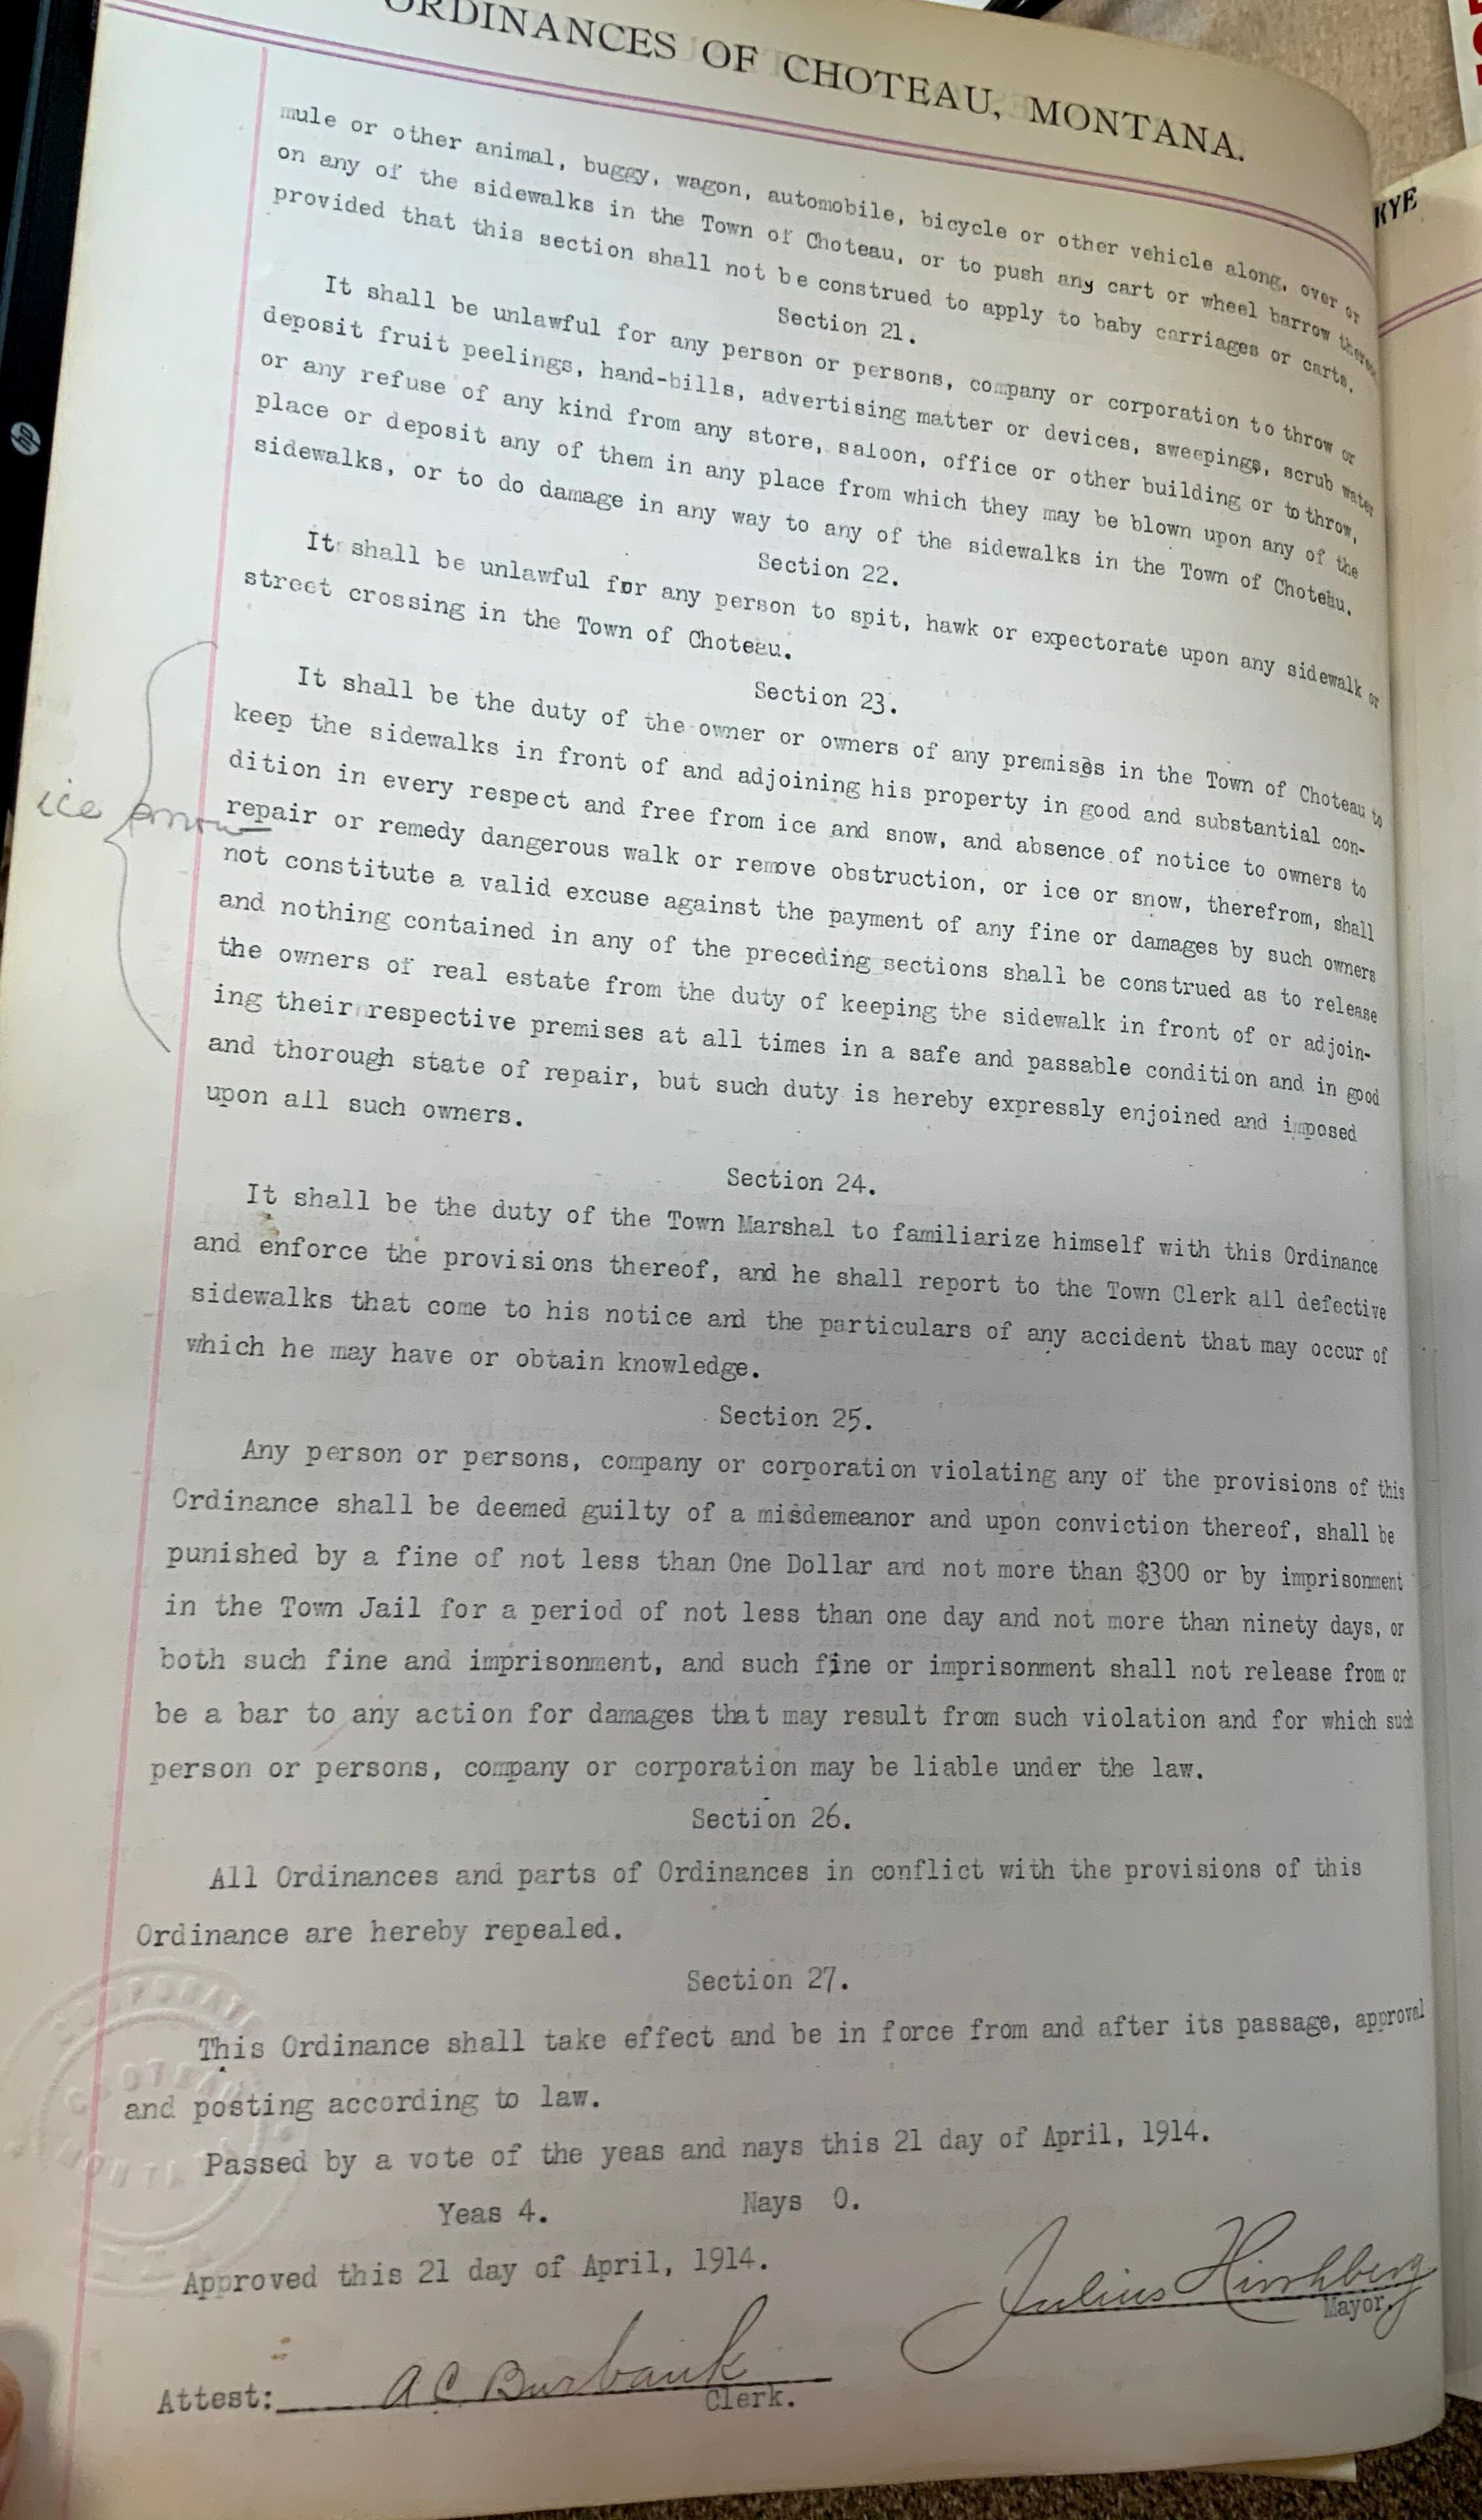 ORDINANCES OF CHOTEAU, MONTANA.
mule or other animal, buggy, wagon, automobile, bicycle or other vehicle along, over or
on any of the sidewalks in the Town of Choteau, or to push any cart or wheel barrow thereon
provided that this section shall not be construed to apply to baby carriages or carts.
Section 21.
It shall be unlawful for any person or persons, company or corporation to throw or
deposit fruit peelings, hand-bills, advertising matter or devices, sweepings, scrub water
or any refuse of any kind from any store, saloon, office or other building or to throw,
place or deposit any of them in any place from which they may be blown upon any of the
sidewalks, or to do damage in any way to any of the sidewalks in the Town of Choteau.
Section 22.
It shall be unlawful for any person to spit, hawk or expectorate upon any sidewalk or
street crossing in the Town of Choteau.
Section 23.
It shall be the duty of the owner or owners of any premises in the Town of Choteau to
keep the sidewalks in front of and adjoining his property in good and substantial con-
dition in every respect and free from ice and snow, and absence of notice to owners to
repair or remedy dangerous walk or remove obstruction, or ice or snow, therefrom, shall
not constitute a valid excuse against the payment of any fine or damages by such owners
and nothing contained in any of the preceding sections shall be construed as to release
the owners of real estate from the duty of keeping the sidewalk in front of or adjoin-
ing their respective premises at all times in a safe and passable condition and in good
and thorough state of repair, but such duty is hereby expressly enjoined and imposed
upon all such owners.
ice snow
Section 24.
It shall be the duty of the Town Marshal to familiarize himself with this Ordinance
and enforce the provisions thereof, and he shall report to the Town Clerk all defective
sidewalks that come to his notice and the particulars of any accident that may occur of
which he may have or obtain knowledge.
Section 25.
Any person or persons, company or corporation violating any of the provisions of this
Ordinance shall be deemed guilty of a misdemeanor and upon conviction thereof, shall be
punished by a fine of not less than One Dollar and not more than $300 or by imprisonment
in the Town Jail for a period of not less than one day and not more than ninety days, or
both such fine and imprisonment, and such fine or imprisonment shall not release from or
be a bar to any action for damages that may result from such violation and for which such
person or persons, company or corporation may be liable under the law.
Section 26.
All Ordinances and parts of Ordinances in conflict with the provisions of this
Ordinance are hereby repealed.
Section 27.
This Ordinance shall take effect and be in force from and after its passage, approval
and posting according to law.
Passed by a vote of the yeas and nays this 21 day of April, 1914.
Yeas 4. Nays 0.
Approved this 21 day of April, 1914.
Julius Hirshberg
Mayor.
Attest: A C Burbank
Clerk.
CORPORATE
CHOTEAU
MONTANA
hp
KYE